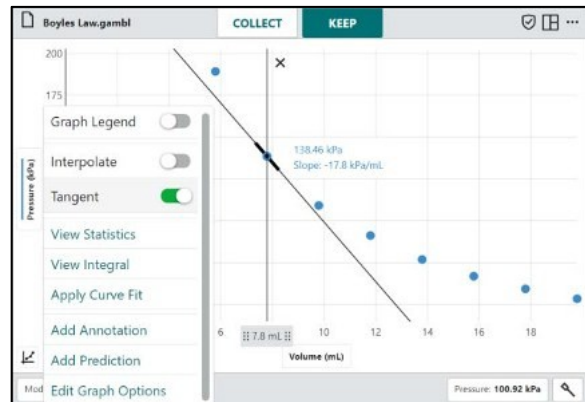 Boyles Law.gambl
COLLECT
KEEP
200
175
Pressure (kPa)
Graph Legend
Interpolate
Tangent
View Statistics
View Integral
Apply Curve Fit
Add Annotation
Add Prediction
Edit Graph Options
138.46 kPa
Slope: -17.8 kPa/mL
6
7.8 mL
10
12
14
16
18
Volume (mL)
Mod
Pressure: 100.92 kPa